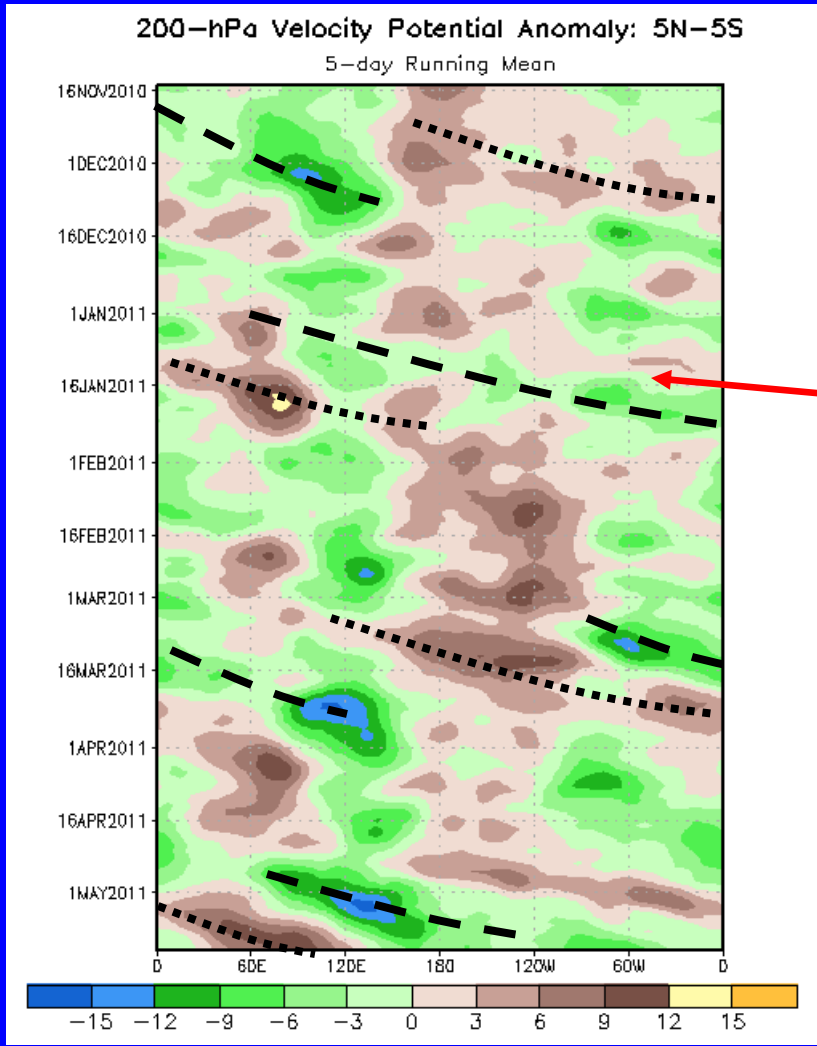 200-hPa Velocity Potential Anomaly: 5N-5S
5-day Running Mean
16NOV2010
1DEC2010
16DEC2010
1JAN2011
16JAN2011
1FEB2011
16FEB2011
1MAR2011
16MAR2011
1APR2011
16APR2011
1MAY2011
0 60E 120E 180 120W 60W 0
-15 -12 -9 -6 -3 0 3 6 9 12 15